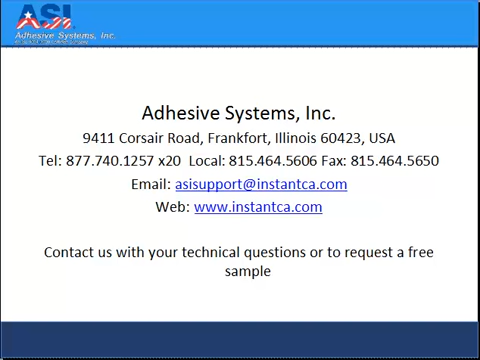 ASI
Adhesive Systems, Inc.
Adhesive Systems, Inc.
9411 Corsair Road, Frankfort, Illinois 60423, USA
Tel: 877.740.1257 x20 Local: 815.464.5606 Fax: 815.464.5650
Email: asisupport@instantca.com
Web: www.instantca.com
Contact us with your technical questions or to request a free
sample